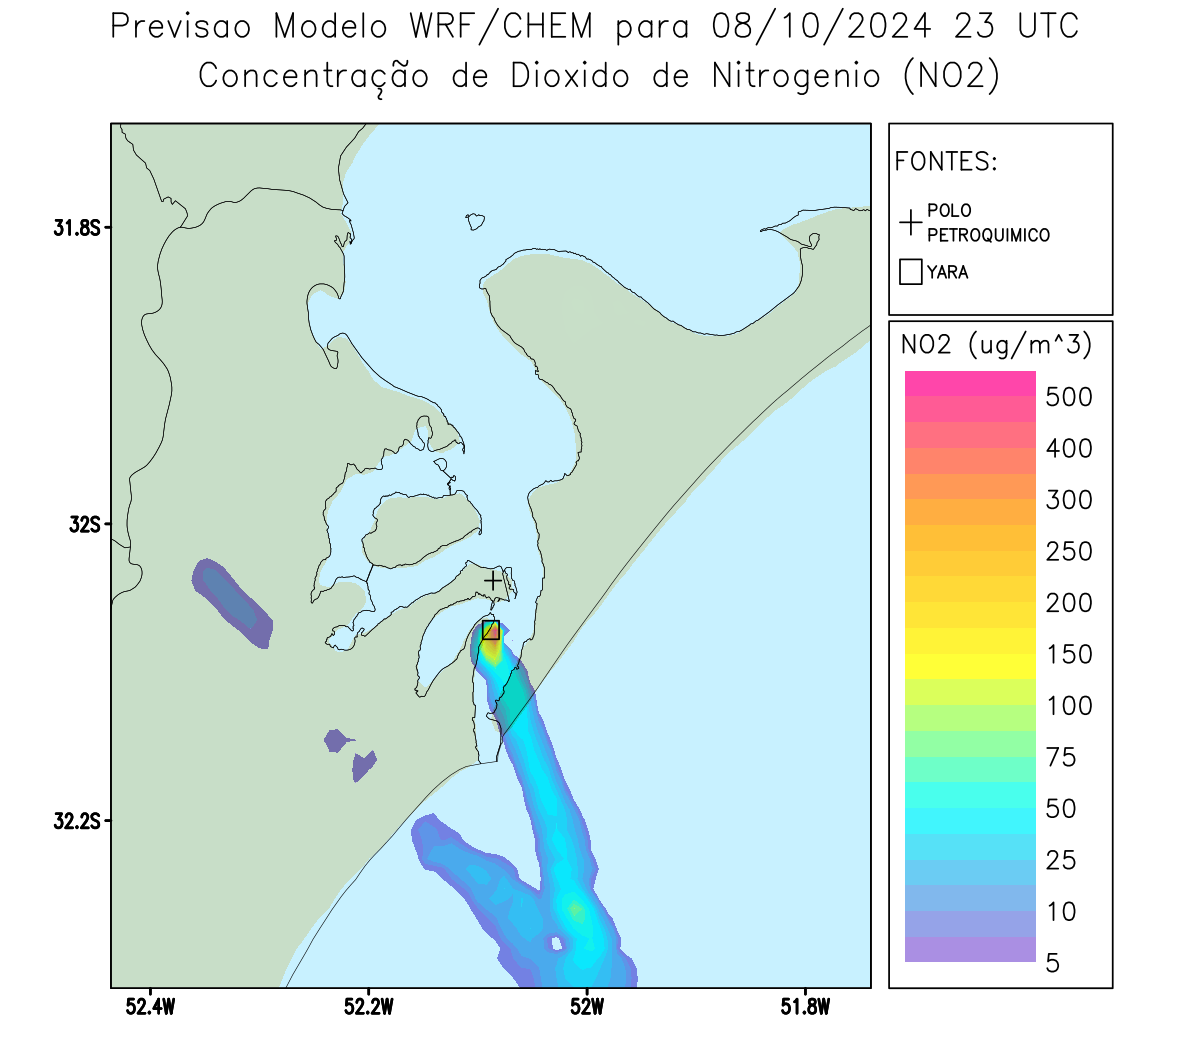 Previsao Modelo WRF/CHEM para 08/10/2024 23 UTC
Concentração de Dioxido de Nitrogenio (NO2)
FONTES:
POLO
PETROQUIMICO
YARA
NO2 (ug/m^3)
500
400
300
250
200
150
100
75
50
25
10
5
31.8S
32S
32.2S
52.4W
52.2W
52W
51.8W